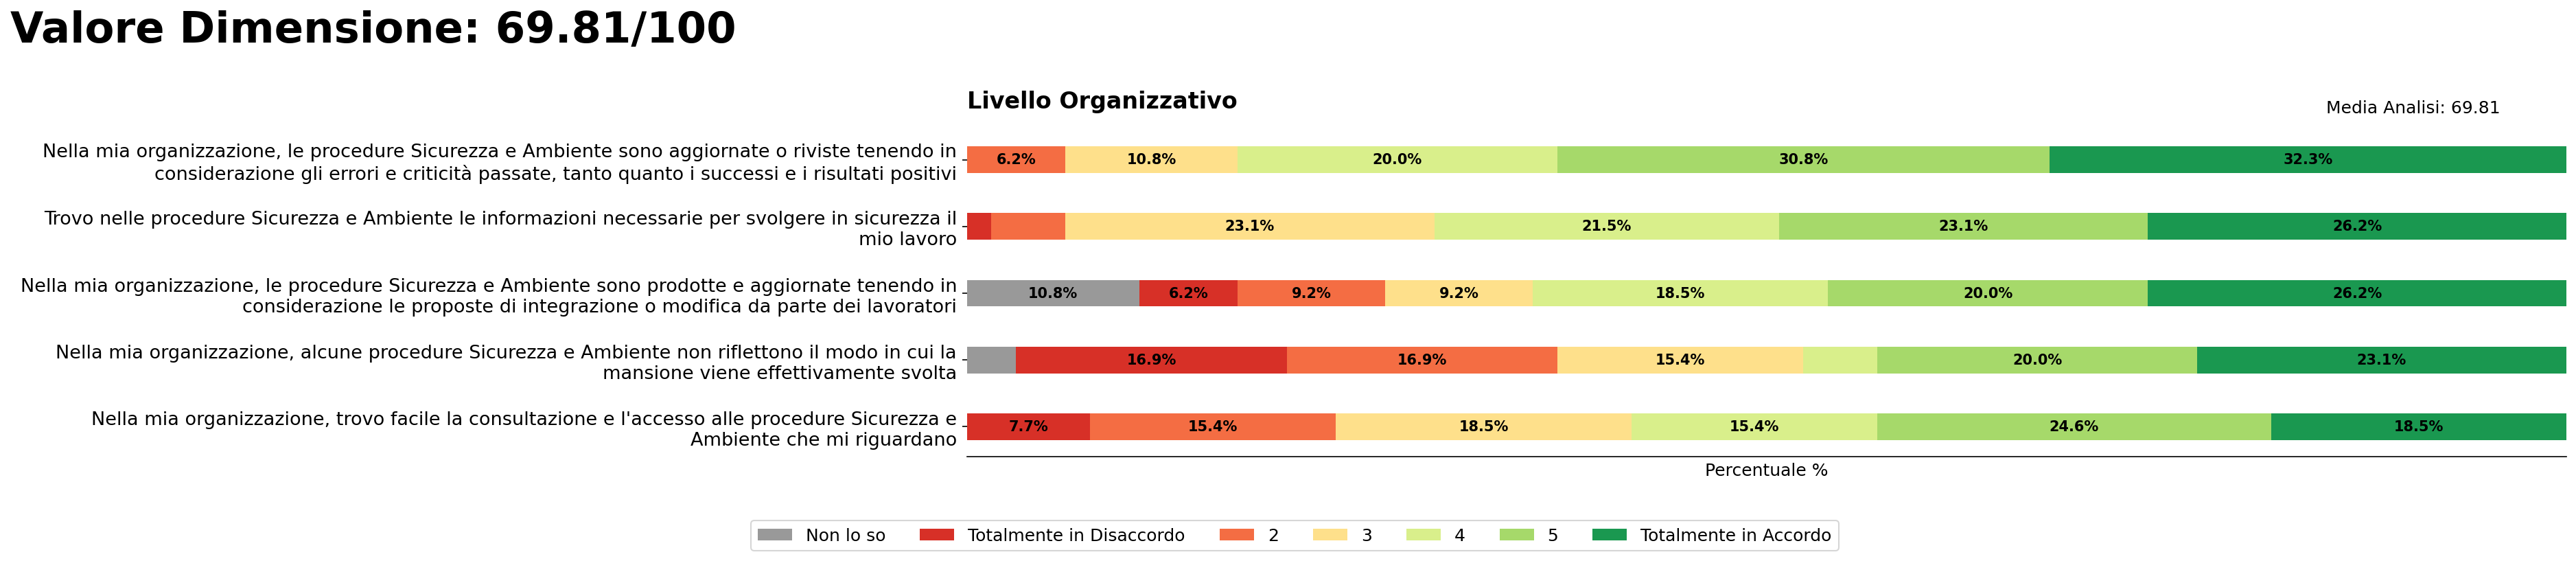 Valore Dimensione: 69.81/100
Livello Organizzativo
Media Analisi: 69.81
Nella mia organizzazione, le procedure Sicurezza e Ambiente sono aggiornate o riviste tenendo in
considerazione gli errori e criticità passate, tanto quanto i successi e i risultati positivi
6.2% 10.8% 20.0% 30.8% 32.3%
Trovo nelle procedure Sicurezza e Ambiente le informazioni necessarie per svolgere in sicurezza il
mio lavoro
23.1% 21.5% 23.1% 26.2%
Nella mia organizzazione, le procedure Sicurezza e Ambiente sono prodotte e aggiornate tenendo in
considerazione le proposte di integrazione o modifica da parte dei lavoratori
10.8% 6.2% 9.2% 9.2% 18.5% 20.0% 26.2%
Nella mia organizzazione, alcune procedure Sicurezza e Ambiente non riflettono il modo in cui la
mansione viene effettivamente svolta
16.9% 16.9% 15.4% 20.0% 23.1%
Nella mia organizzazione, trovo facile la consultazione e l'accesso alle procedure Sicurezza e
Ambiente che mi riguardano
7.7% 15.4% 18.5% 15.4% 24.6% 18.5%
Percentuale %
Non lo so Totalmente in Disaccordo 2 3 4 5 Totalmente in Accordo